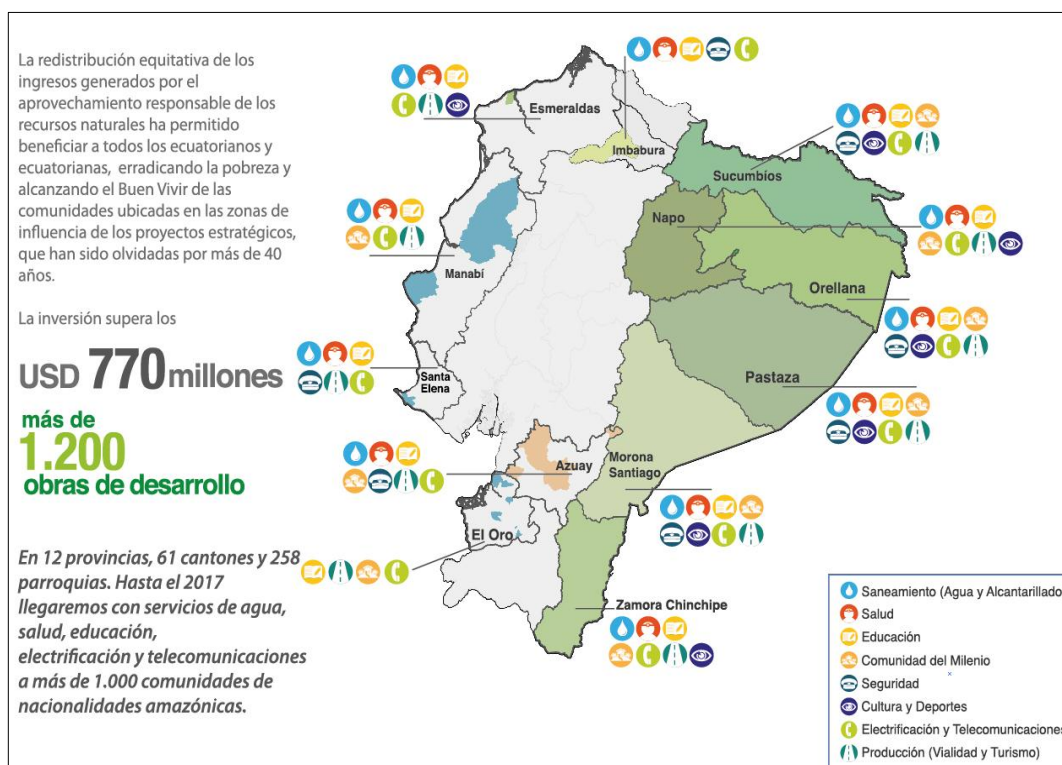 La redistribución equitativa de los
ingresos generados por el
aprovechamiento responsable de los
recursos naturales ha permitido
beneficiar a todos los ecuatorianos y
ecuatorianas, erradicando la pobreza y
alcanzando el Buen Vivir de las
comunidades ubicadas en las zonas de
influencia de los proyectos estratégicos,
que han sido olvidadas por más de 40
años.
La inversión supera los
USD 770 millones
más de
1.200
obras de desarrollo
En 12 provincias, 61 cantones y 258
parroquias. Hasta el 2017
llegaremos con servicios de agua,
salud, educación,
electrificación y telecomunicaciones
a más de 1.000 comunidades de
nacionalidades amazónicas.
Esmeraldas
Imbabura
Sucumbíos
Napo
Manabí
Orellana
Santa
Elena
Pastaza
Azuay
Morona
Santiago
El Oro
Zamora Chinchipe
Saneamiento (Agua y Alcantarillado
Salud
Educación
Comunidad del Milenio
Seguridad
Cultura y Deportes
Electrificación y Telecomunicaciones
Producción (Vialidad y Turismo)